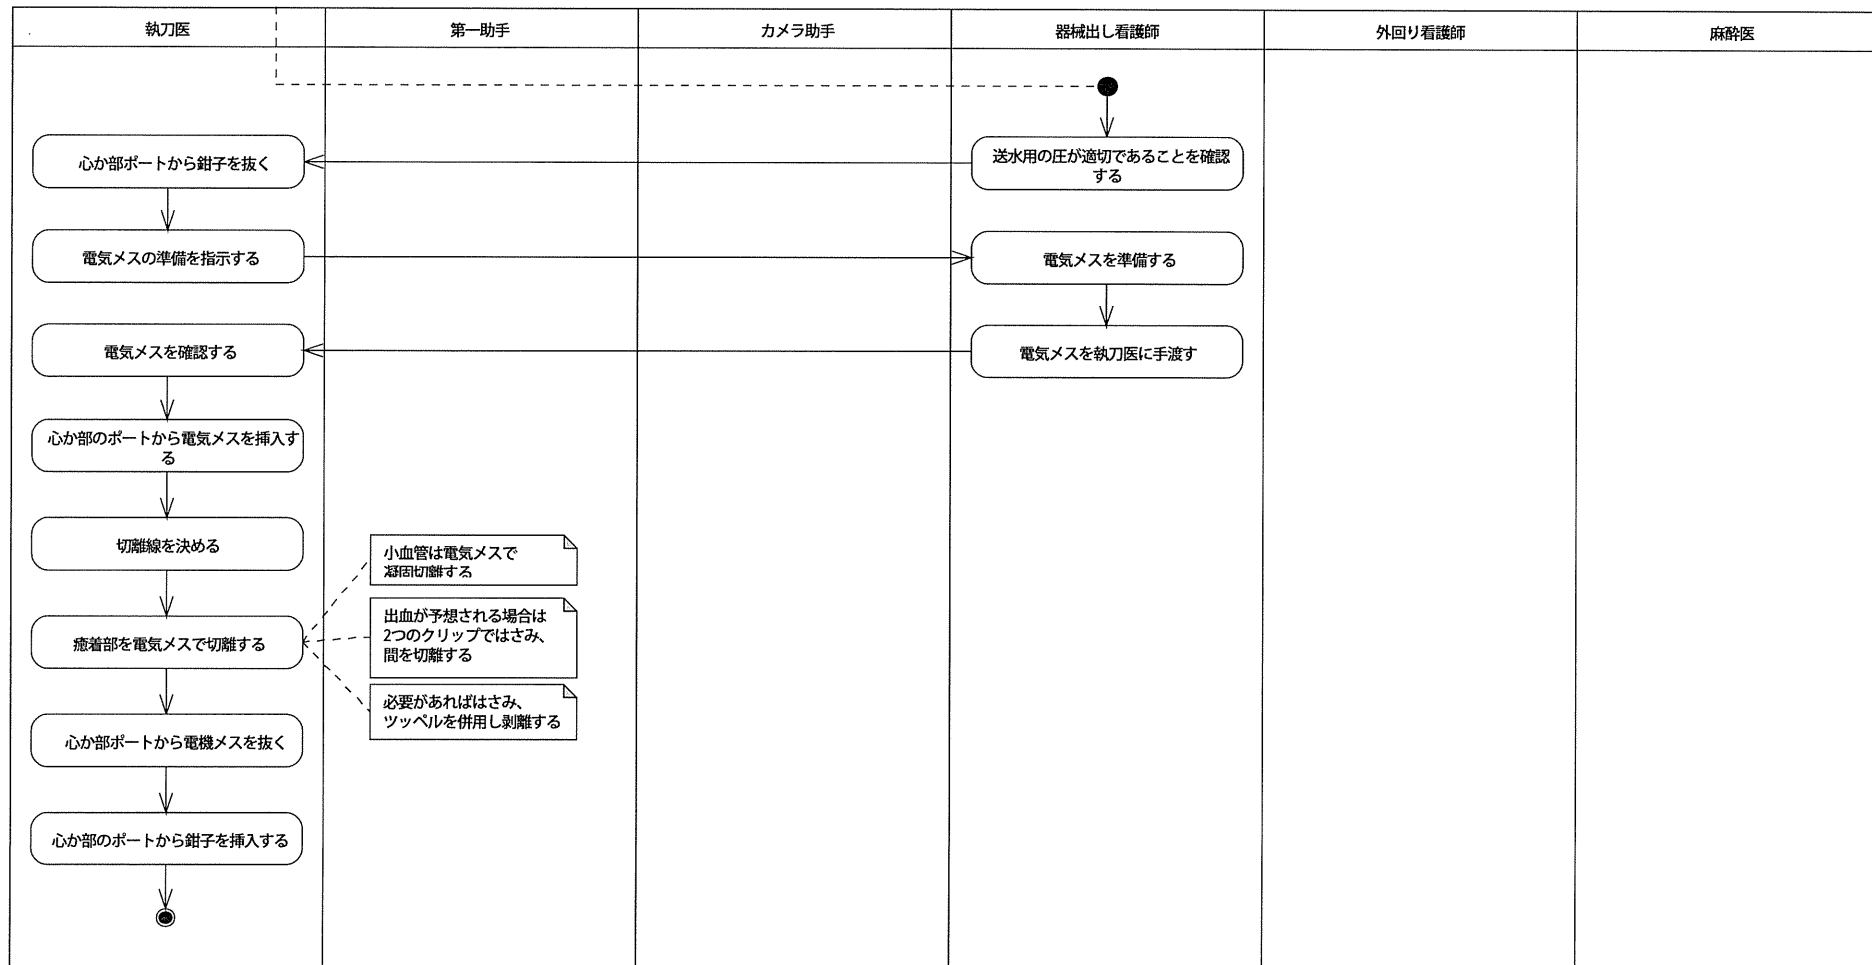 執刀医
第一助手
カメラ助手
器械出し看護師
外回り看護師
麻酔医
送水用の圧が適切であることを確認
する
心か部ポートから鉗子を抜く
電気メスの準備を指示する
電気メスを準備する
電気メスを執刀医に手渡す
電気メスを確認する
心か部のポートから電気メスを挿入す
る
切離線を決める
癒着部を電気メスで切離する
小血管は電気メスで
凝固切離する
出血が予想される場合は
2つのクリップではさみ、
間を切離する
必要があればはさみ、
ツッペルを併用し剥離する
心か部ポートから電機メスを抜く
心か部のポートから鉗子を挿入する